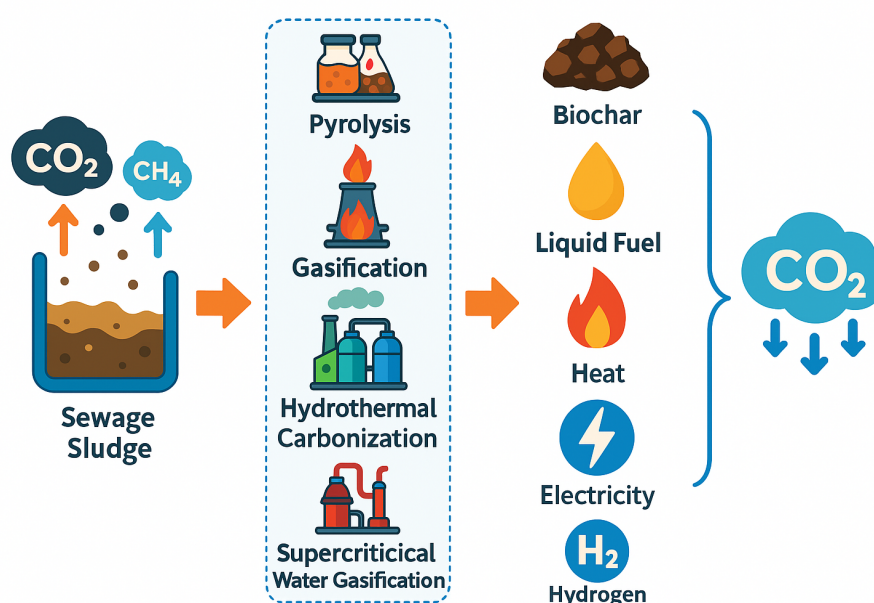 CO₂
CH₄
Sewage
Sludge
Pyrolysis
Gasification
Hydrothermal
Carbonization
Supercriticical
Water Gasification
Biochar
Liquid Fuel
Heat
Electricity
H₂
Hydrogen
CO₂